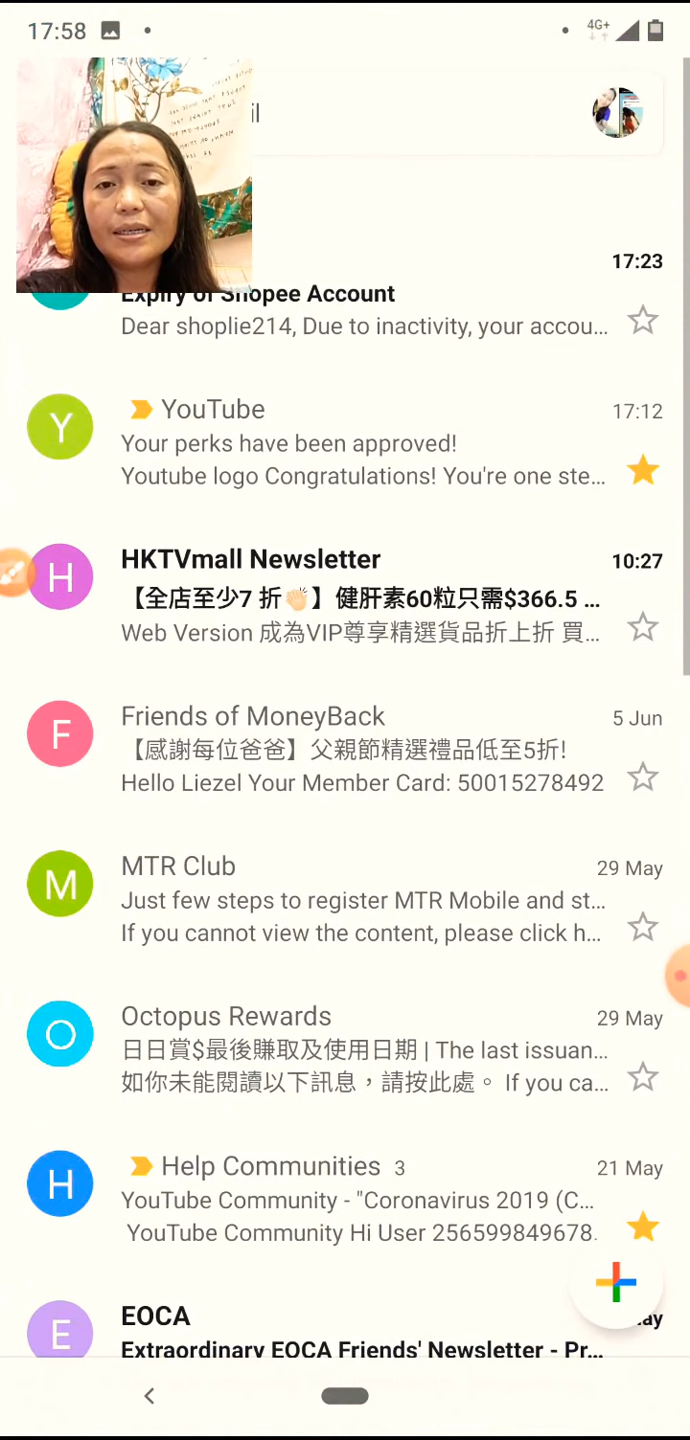 17:58
4G+
il
17:23
Expiry of Shopee Account
Dear shoplie214, Due to inactivity, your accou...
Y
YouTube
17:12
Your perks have been approved!
Youtube logo Congratulations! You're one ste...
H
HKTVmall Newsletter
10:27
【全店至少7 折👏🏻】健肝素60粒只需$366.5 ...
Web Version 成為VIP尊享精選貨品折上折 買...
F
Friends of MoneyBack
5 Jun
【感謝每位爸爸】父親節精選禮品低至5折!
Hello Liezel Your Member Card: 50015278492
M
MTR Club
29 May
Just few steps to register MTR Mobile and st...
If you cannot view the content, please click h...
O
Octopus Rewards
29 May
日日賞$最後賺取及使用日期 | The last issuan...
如你未能閱讀以下訊息，請按此處。 If you ca...
H
Help Communities 3
21 May
YouTube Community - "Coronavirus 2019 (C...
YouTube Community Hi User 256599849678.
E
EOCA
ay
Extraordinary EOCA Friends' Newsletter - Pr...